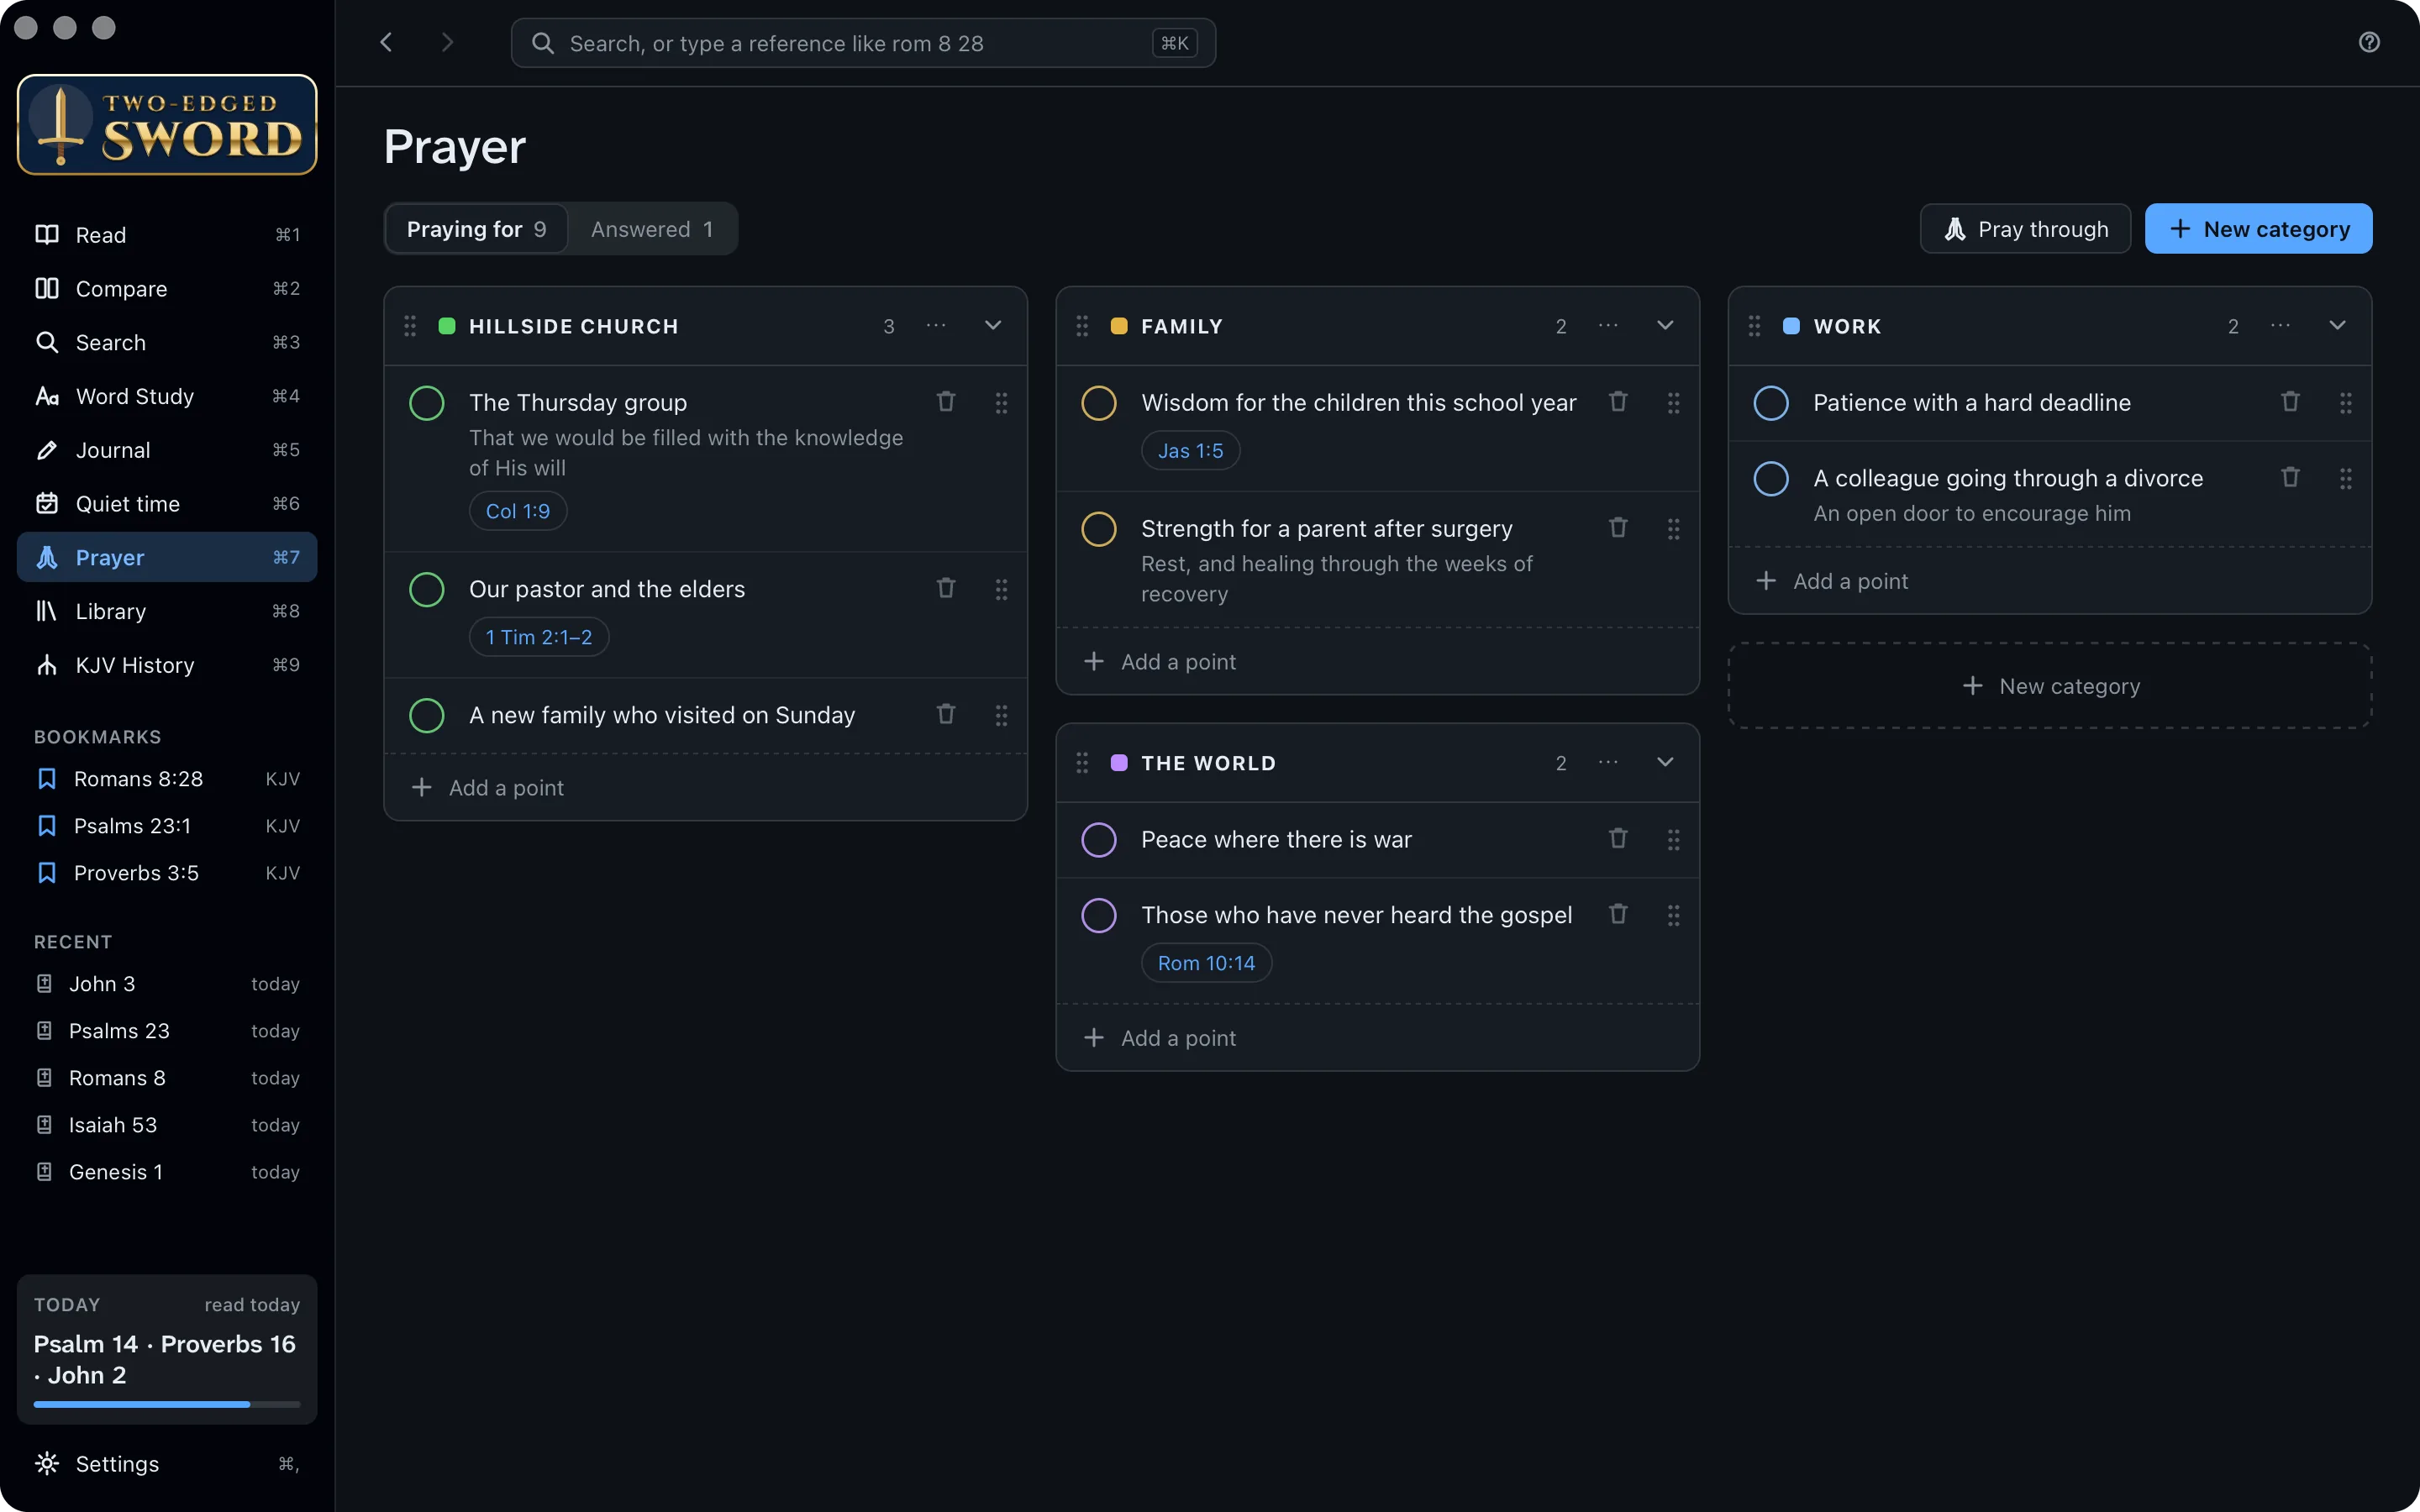 TWO-EDGED
SWORD
Read ⌘1
Compare ⌘2
Search ⌘3
Word Study ⌘4
Journal ⌘5
Quiet time ⌘6
Prayer ⌘7
Library ⌘8
KJV History ⌘9
BOOKMARKS
Romans 8:28 KJV
Psalms 23:1 KJV
Proverbs 3:5 KJV
RECENT
John 3 today
Psalms 23 today
Romans 8 today
Isaiah 53 today
Genesis 1 today
TODAY read today
Psalm 14 · Proverbs 16
· John 2
Settings ⌘,
Search, or type a reference like rom 8 28 ⌘K
Prayer
Praying for 9 Answered 1
Pray through
+ New category
HILLSIDE CHURCH 3
The Thursday group
That we would be filled with the knowledge
of His will
Col 1:9
Our pastor and the elders
1 Tim 2:1–2
A new family who visited on Sunday
+ Add a point
FAMILY 2
Wisdom for the children this school year
Jas 1:5
Strength for a parent after surgery
Rest, and healing through the weeks of
recovery
+ Add a point
THE WORLD 2
Peace where there is war
Those who have never heard the gospel
Rom 10:14
+ Add a point
WORK 2
Patience with a hard deadline
A colleague going through a divorce
An open door to encourage him
+ Add a point
+ New category